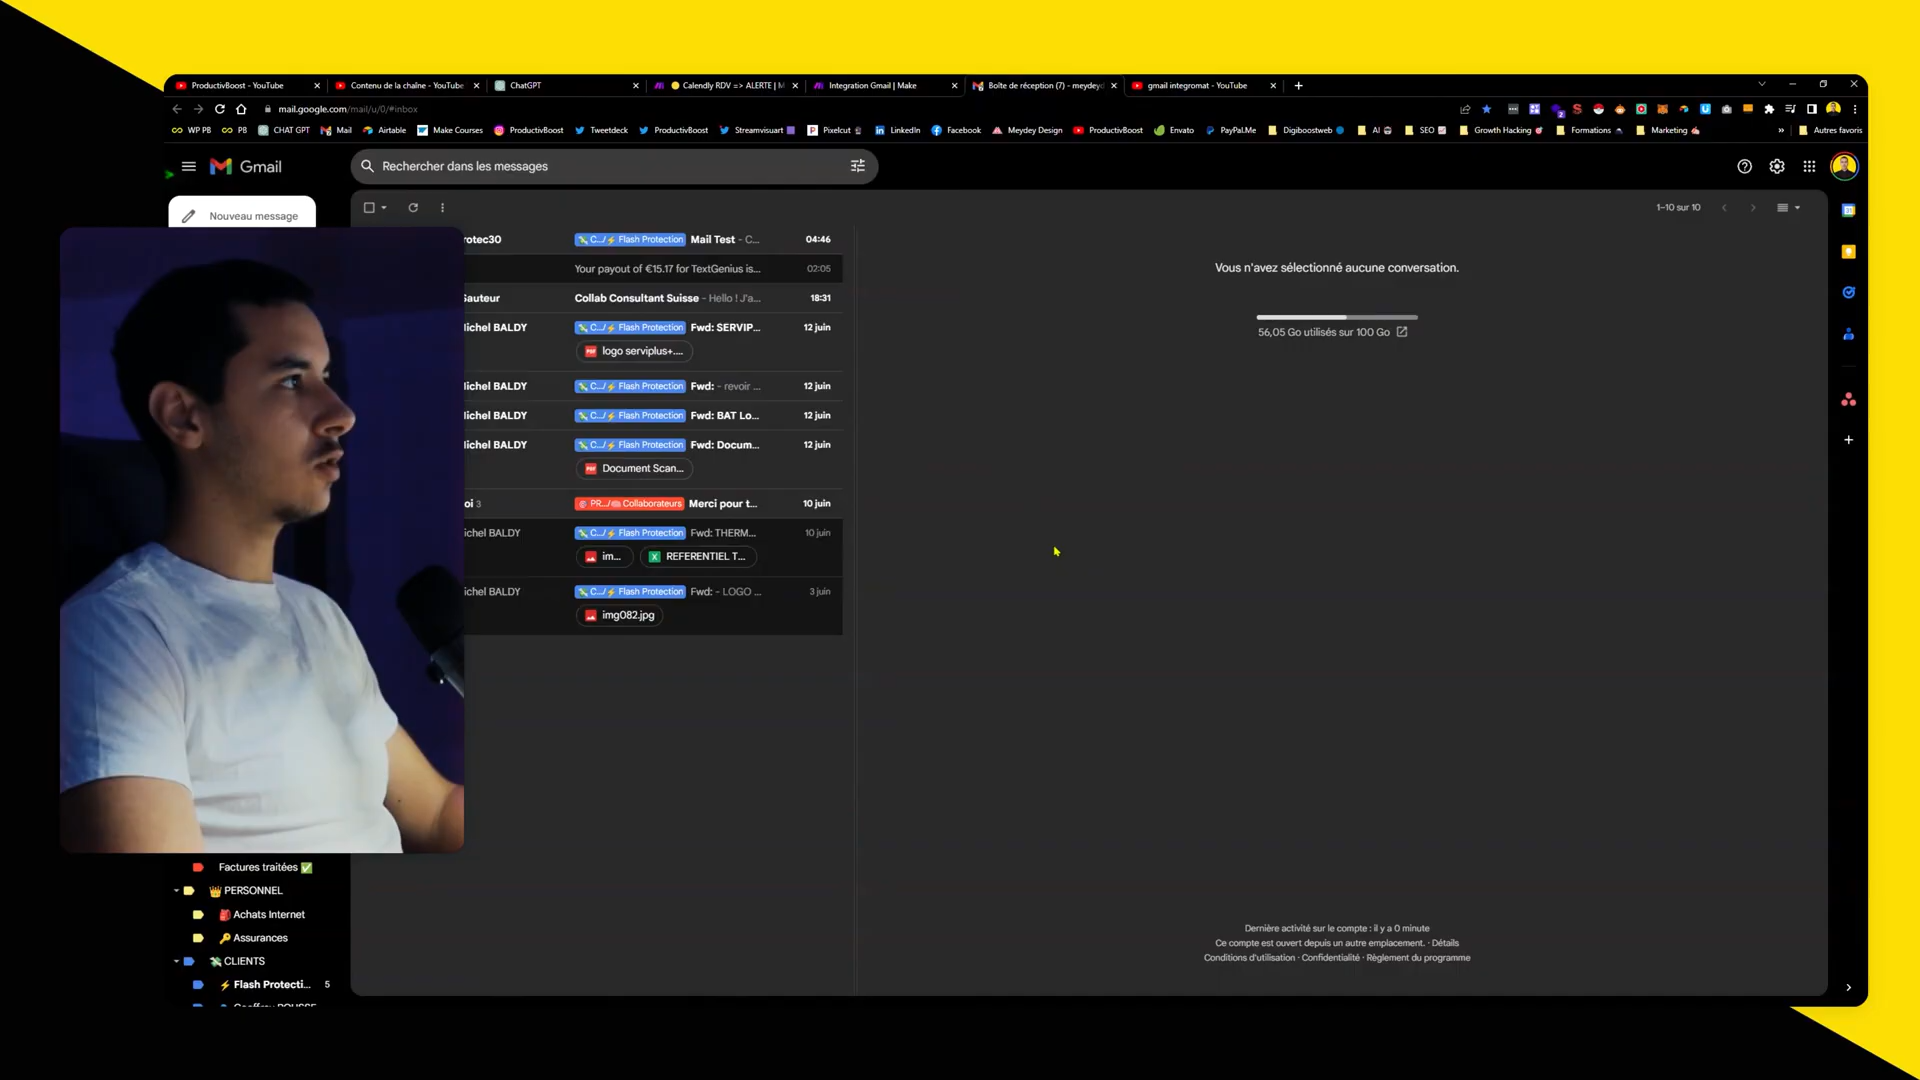 ProductivBoost - YouTube
Contenu de la chaîne - YouTube
ChatGPT
Calendly RDV => ALERTE | M
Integration Gmail | Make
Boîte de réception (7) - meydey
gmail integromat - YouTube
mail.google.com/mail/u/0/#inbox
WP PB
PB
CHAT GPT
Mail
Airtable
Make Courses
ProductivBoost
Tweetdeck
ProductivBoost
Streamvisuart
Pixelcut
LinkedIn
Facebook
Meydey Design
ProductivBoost
Envato
PayPal.Me
Digiboostweb
AI
SEO
Growth Hacking
Formations
Marketing
Autres favoris
Gmail
Rechercher dans les messages
Nouveau message
1–10 sur 10
rotec30 C.../⚡ Flash Protection Mail Test - C... 04:46
Your payout of €15.17 for TextGenius is... 02:05
Sauteur Collab Consultant Suisse - Hello ! J'a... 18:31
ichel BALDY C.../⚡ Flash Protection Fwd: SERVIP... 12 juin
logo serviplus+....
ichel BALDY C.../⚡ Flash Protection Fwd: - revoir ... 12 juin
ichel BALDY C.../⚡ Flash Protection Fwd: BAT Lo... 12 juin
ichel BALDY C.../⚡ Flash Protection Fwd: Docum... 12 juin
PDF Document Scan...
oi 3 PR.../ Collaborateurs Merci pour t... 10 juin
ichel BALDY C.../⚡ Flash Protection Fwd: THERM... 10 juin
im... X REFERENTIEL T...
ichel BALDY C.../⚡ Flash Protection Fwd: - LOGO ... 3 juin
img082.jpg
Vous n'avez sélectionné aucune conversation.
56,05 Go utilisés sur 100 Go
Factures traitées ✅
👑 PERSONNEL
🎒 Achats Internet
🔑 Assurances
💸 CLIENTS
⚡ Flash Protecti... 5
Dernière activité sur le compte : il y a 0 minute
Ce compte est ouvert depuis un autre emplacement. · Détails
Conditions d'utilisation · Confidentialité · Règlement du programme